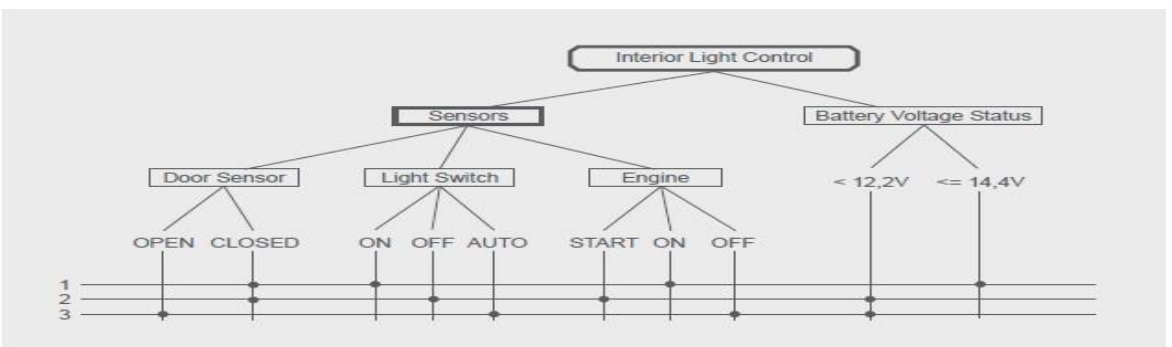 Interior Light Control
Sensors Battery Voltage Status
Door Sensor Light Switch Engine < 12,2V <= 14,4V
OPEN CLOSED ON OFF AUTO START ON OFF
1
2
3